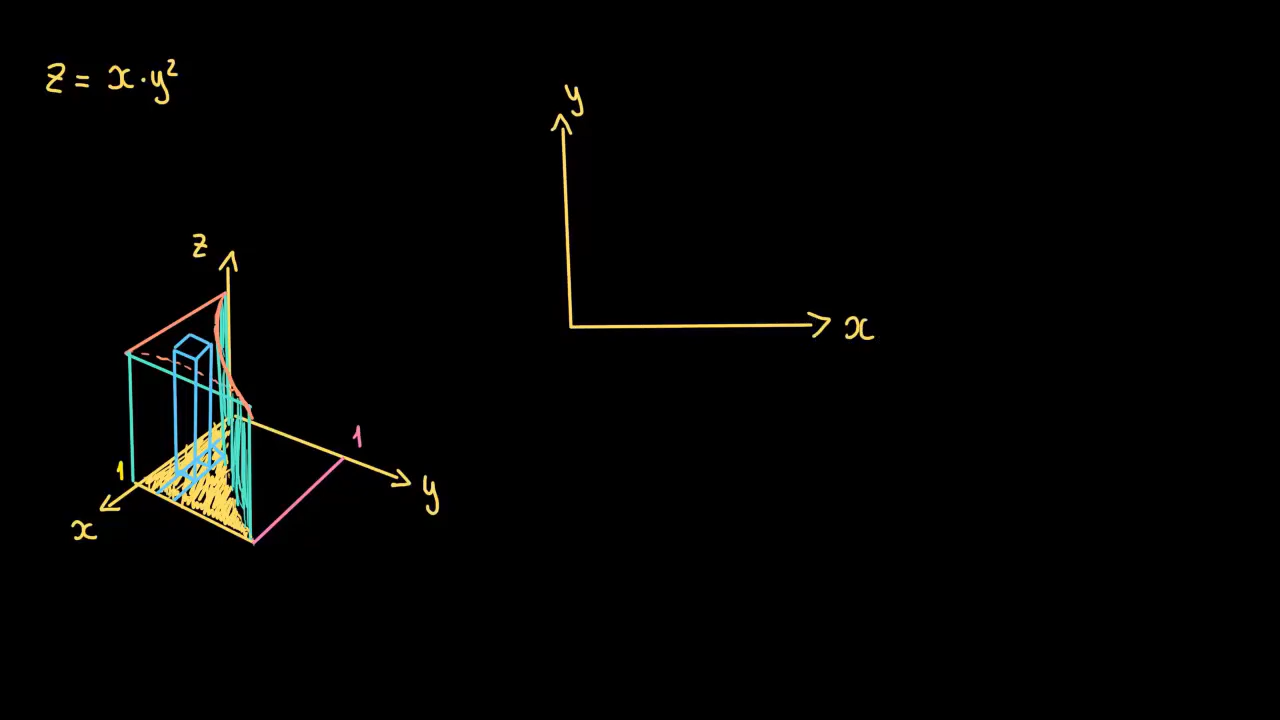 z = x · y²
y
x
z
1
1
y
x